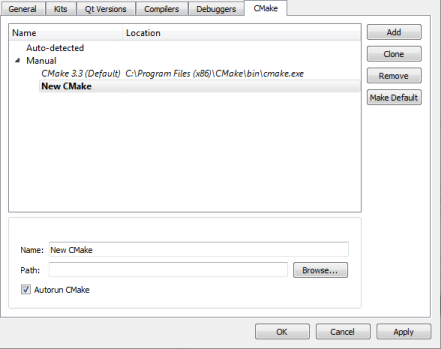 General Kits Qt Versions Compilers Debuggers CMake
Name Location
Auto-detected
Manual
CMake 3.3 (Default) C:\Program Files (x86)\CMake\bin\cmake.exe
New CMake
Add
Clone
Remove
Make Default
Name: New CMake
Path: Browse...
Autorun CMake
OK Cancel Apply